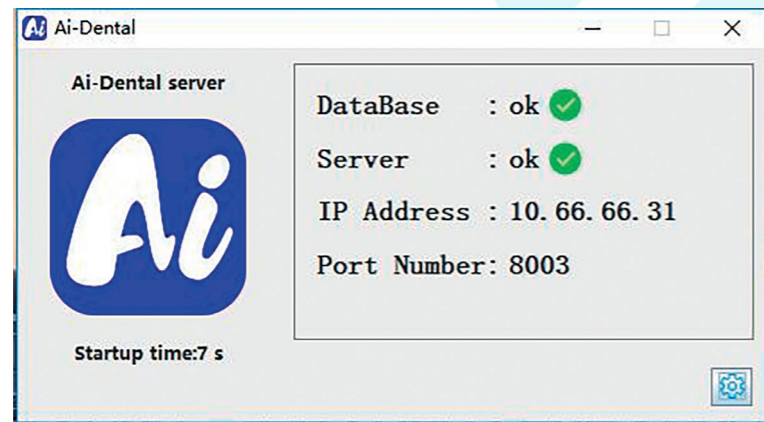 Ai-Dental
Ai-Dental server
Ai
Startup time:7 s
DataBase : ok
Server : ok
IP Address : 10.66.66.31
Port Number: 8003